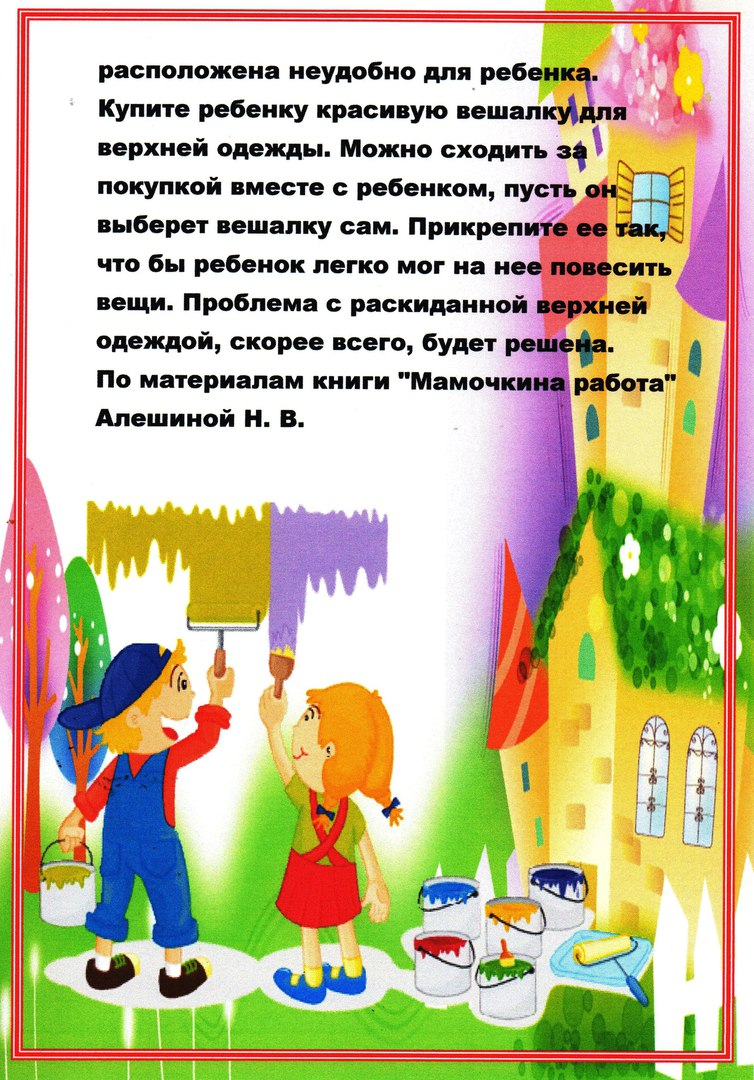 расположена неудобно для ребенка.
Купите ребенку красивую вешалку для
верхней одежды. Можно сходить за
покупкой вместе с ребенком, пусть он
выберет вешалку сам. Прикрепите ее так,
что бы ребенок легко мог на нее повесить
вещи. Проблема с раскиданной верхней
одеждой, скорее всего, будет решена.
По материалам книги "Мамочкина работа"
Алешиной Н. В.